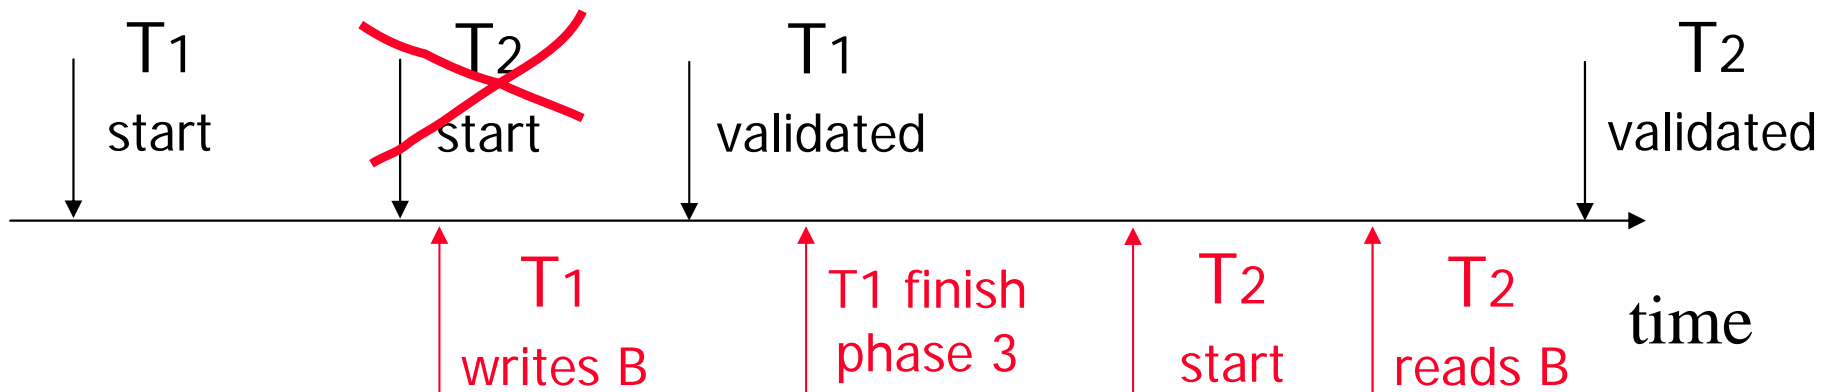 T1 T2 T1 T2
start start validated validated
T1 T1 finish T2 T2 time
writes B phase 3 start reads B